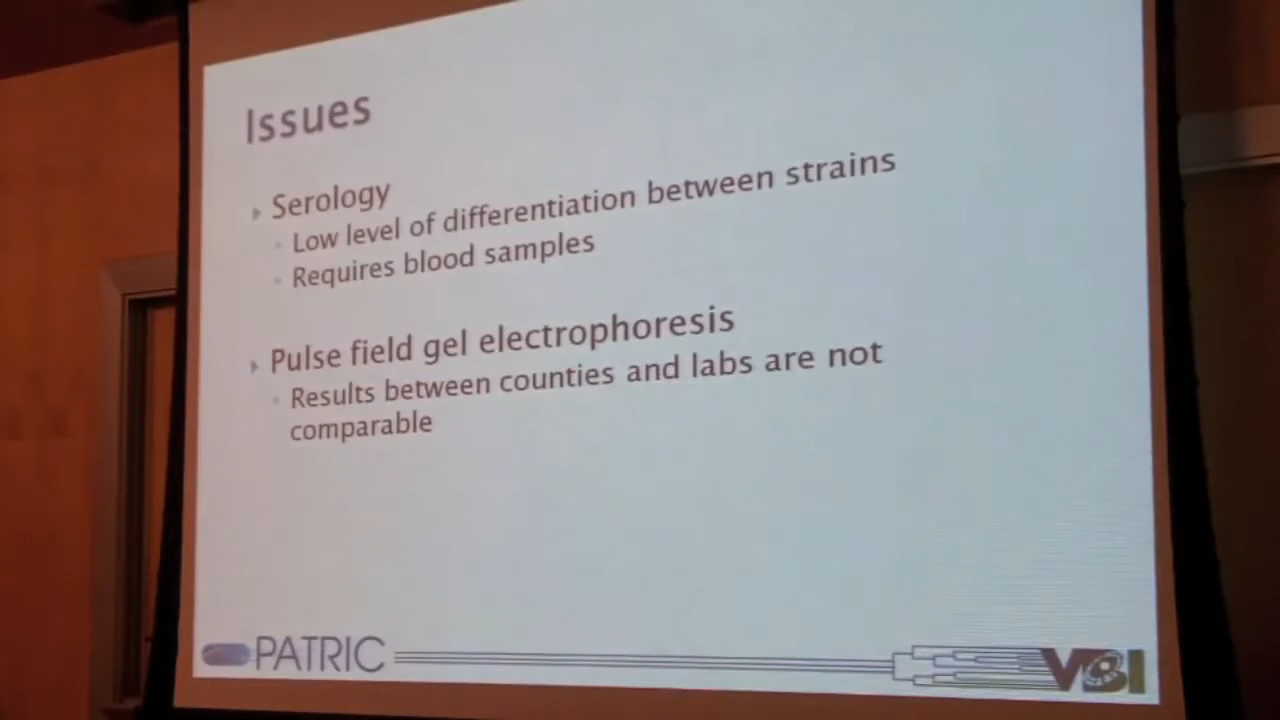 Issues
Serology
Low level of differentiation between strains
Requires blood samples
Pulse field gel electrophoresis
Results between counties and labs are not
comparable
PATRIC
VBI